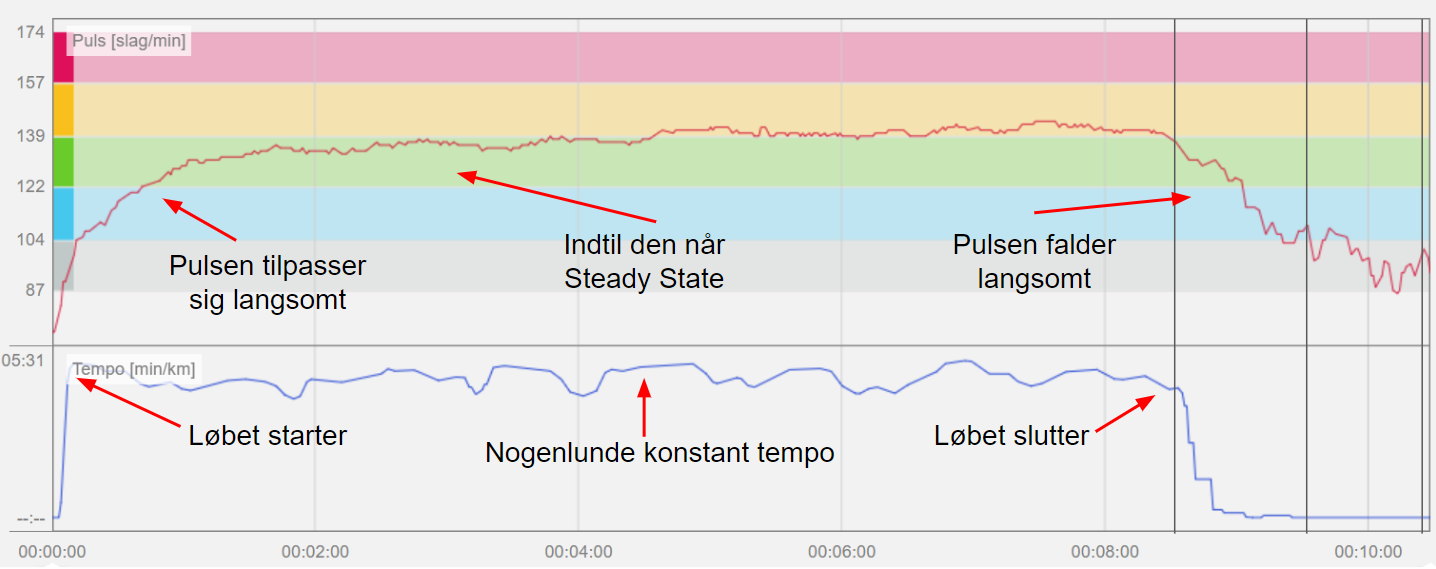 174
Puls [slag/min]
157
139
122
104
87
Pulsen tilpasser
sig langsomt
Indtil den når
Steady State
Pulsen falder
langsomt
05:31
Tempo [min/km]
Løbet starter
Nogenlunde konstant tempo
Løbet slutter
--:--
00:00:00
00:02:00
00:04:00
00:06:00
00:08:00
00:10:00